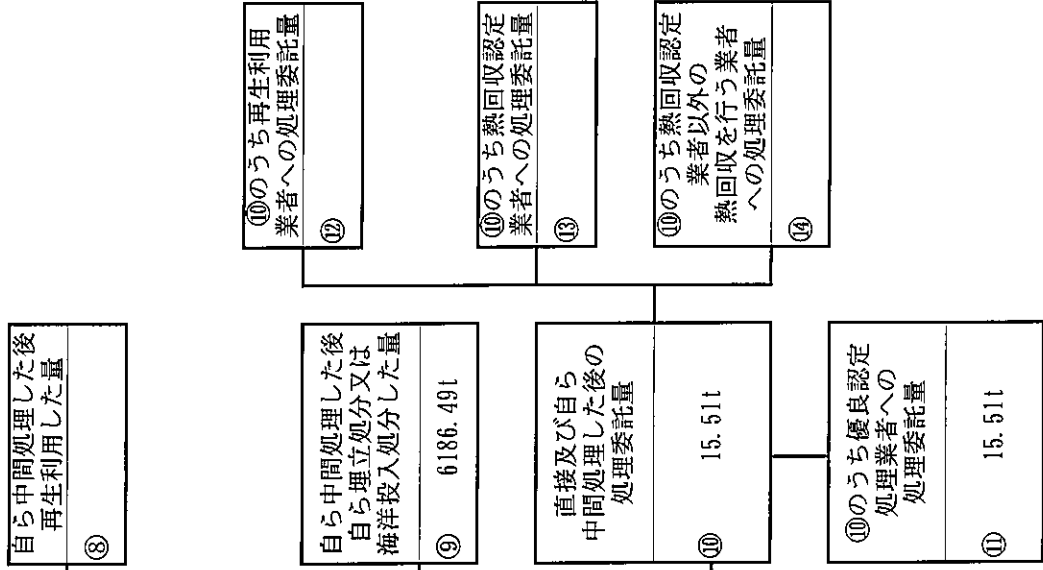 自ら中間処理した後
再生利用した量
⑧
自ら中間処理した後
自ら埋立処分又は
海洋投入処分した量
⑨ 6186.49t
直接及び自ら
中間処理した後の
処理委託量
⑩ 15.51t
⑩のうち優良認定
処理業者への
処理委託量
⑪ 15.51t
⑩のうち再生利用
業者への処理委託量
⑫
⑩のうち熱回収認定
業者への処理委託量
⑬
⑩のうち熱回収認定
業者以外の
熱回収を行う業者
への処理委託量
⑭